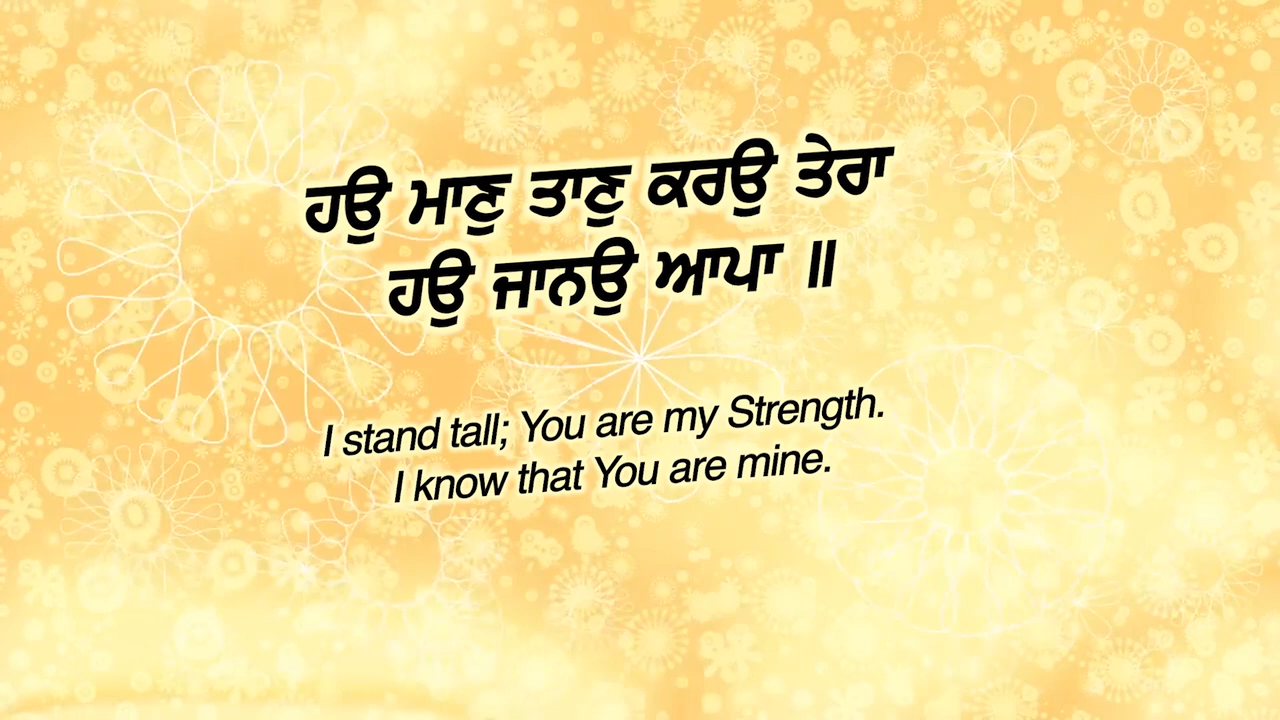 ਹਉ ਮਾਣੁ ਤਾਣੁ ਕਰਉ ਤੇਰਾ
ਹਉ ਜਾਨਉ ਆਪਾ ॥
I stand tall; You are my Strength.
I know that You are mine.